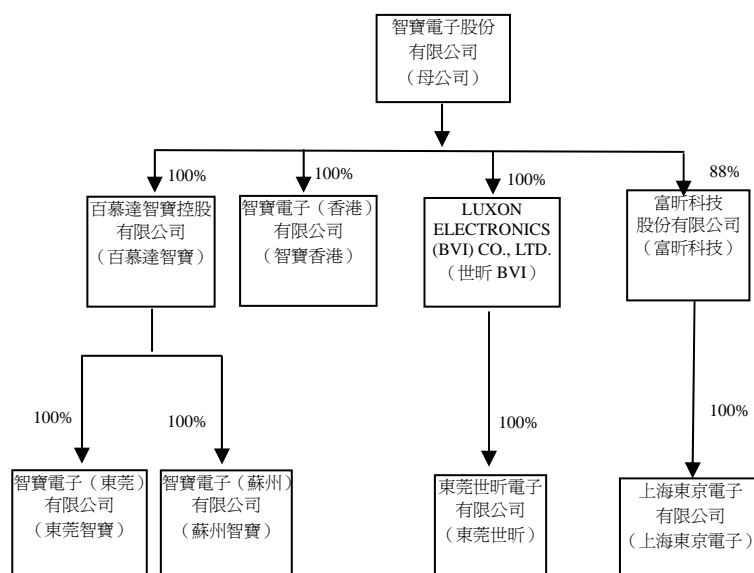 智寶電子股份
有限公司
（母公司）
100%
100%
100%
88%
百慕達智寶控股
有限公司
（百慕達智寶）
智寶電子（香港）
有限公司
（智寶香港）
LUXON
ELECTRONICS
(BVI) CO., LTD.
（世昕 BVI）
富昕科技
股份有限公司
（富昕科技）
100%
100%
100%
100%
智寶電子（東莞）
有限公司
（東莞智寶）
智寶電子（蘇州）
有限公司
（蘇州智寶）
東莞世昕電子
有限公司
（東莞世昕）
上海東京電子
有限公司
（上海東京電子）